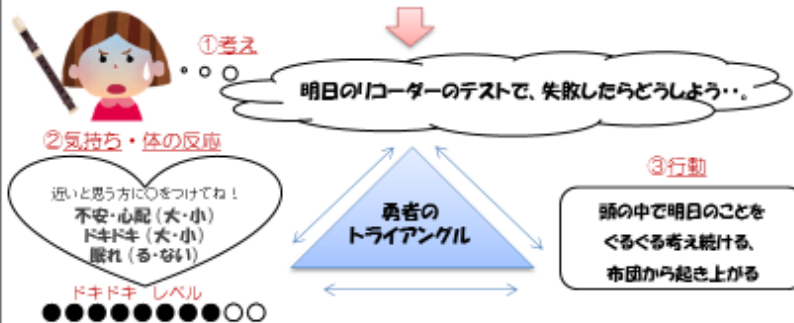 ①考え
明日のリコーダーのテストで、失敗したらどうしよう・・。
②気持ち・体の反応
近いと思う方に○をつけてね！
不安・心配（大・小）
ドキドキ（大・小）
眠れ（る・ない）
ドキドキ レベル
●●●●●●●●○○
勇者の
トライアングル
③行動
頭の中で明日のことを
ぐるぐる考え続ける、
布団から起き上がる